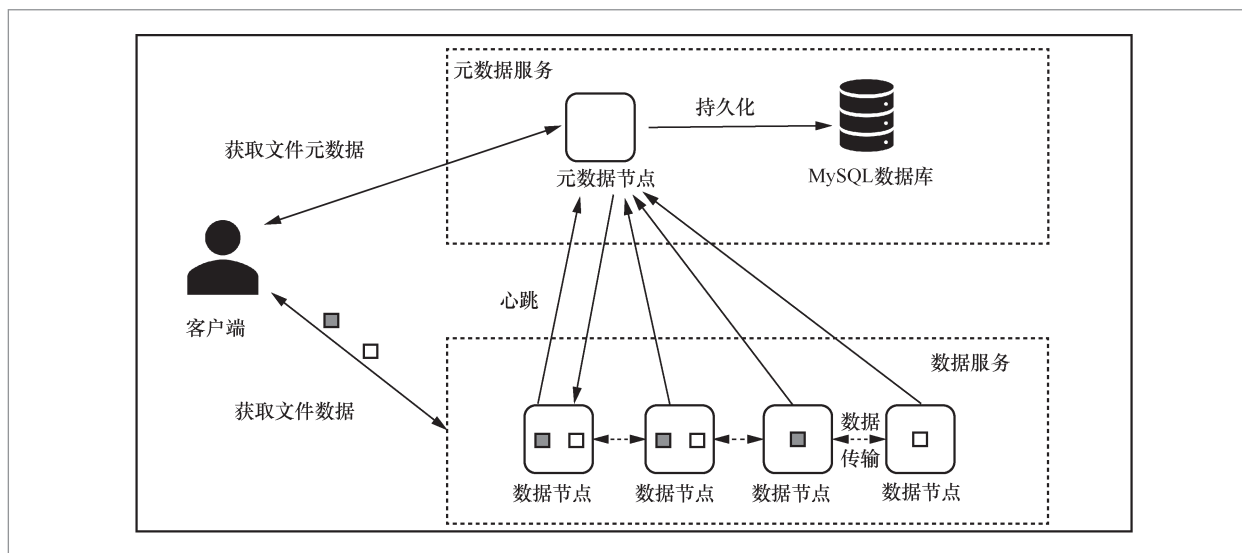 元数据服务
持久化
获取文件元数据
元数据节点
MySQL数据库
心跳
客户端
数据服务
获取文件数据
数据
传输
数据节点
数据节点
数据节点
数据节点